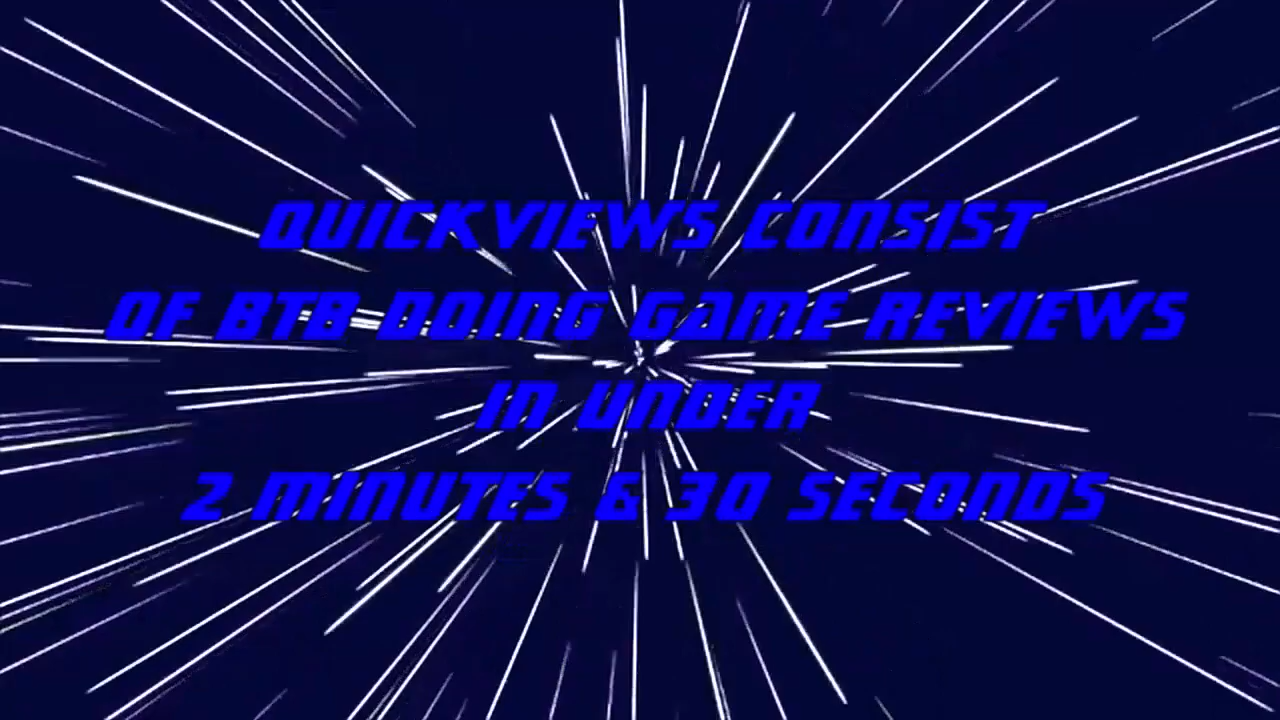 QUICKVIEWS CONSIST
OF BTB DOING GAME REVIEWS
IN UNDER
2 MINUTES & 30 SECONDS